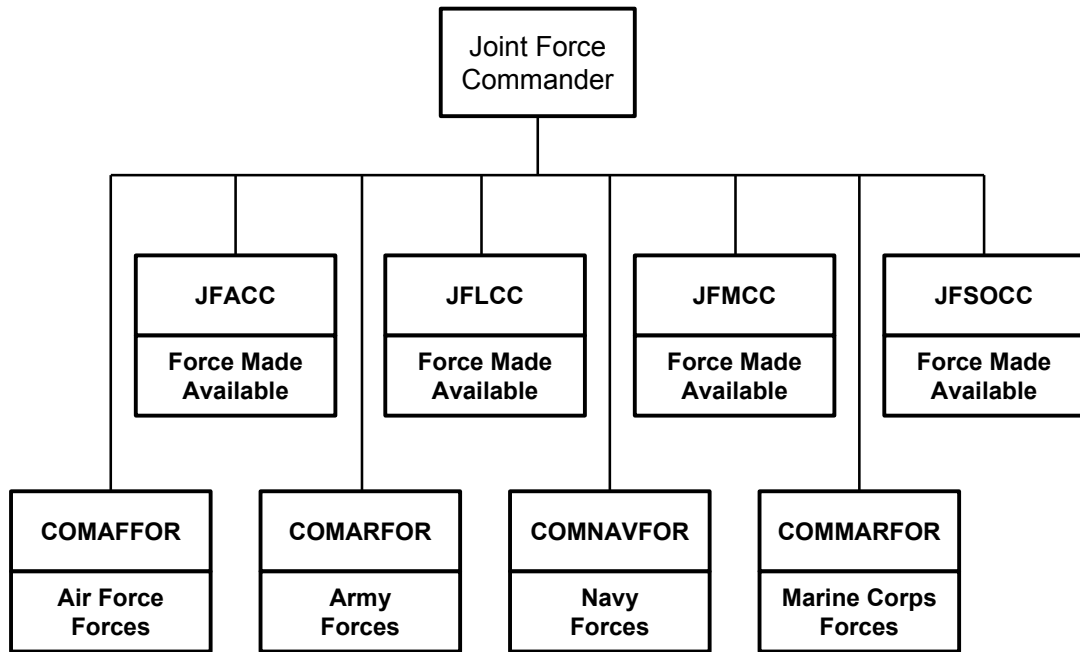 Joint Force
Commander
JFACC
Force Made
Available
JFLCC
Force Made
Available
JFMCC
Force Made
Available
JFSOCC
Force Made
Available
COMAFFOR
Air Force
Forces
COMARFOR
Army
Forces
COMNAVFOR
Navy
Forces
COMMARFOR
Marine Corps
Forces